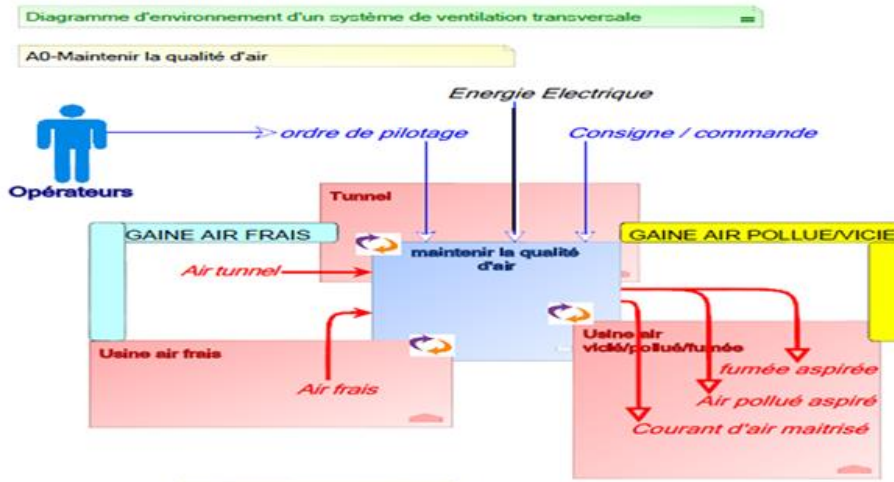 Diagramme d'environnement d'un système de ventilation transversale
A0-Maintenir la qualité d'air
Energie Electrique
ordre de pilotage
Consigne / commande
Opérateurs
Tunnel
GAINE AIR FRAIS
GAINE AIR POLLUE/VICIE
maintenir la qualité
d'air
Air tunnel
Usine air frais
Usine air
vicié/pollué/fumée
Air frais
fumée aspirée
Air pollué aspiré
Courant d'air maitrisé